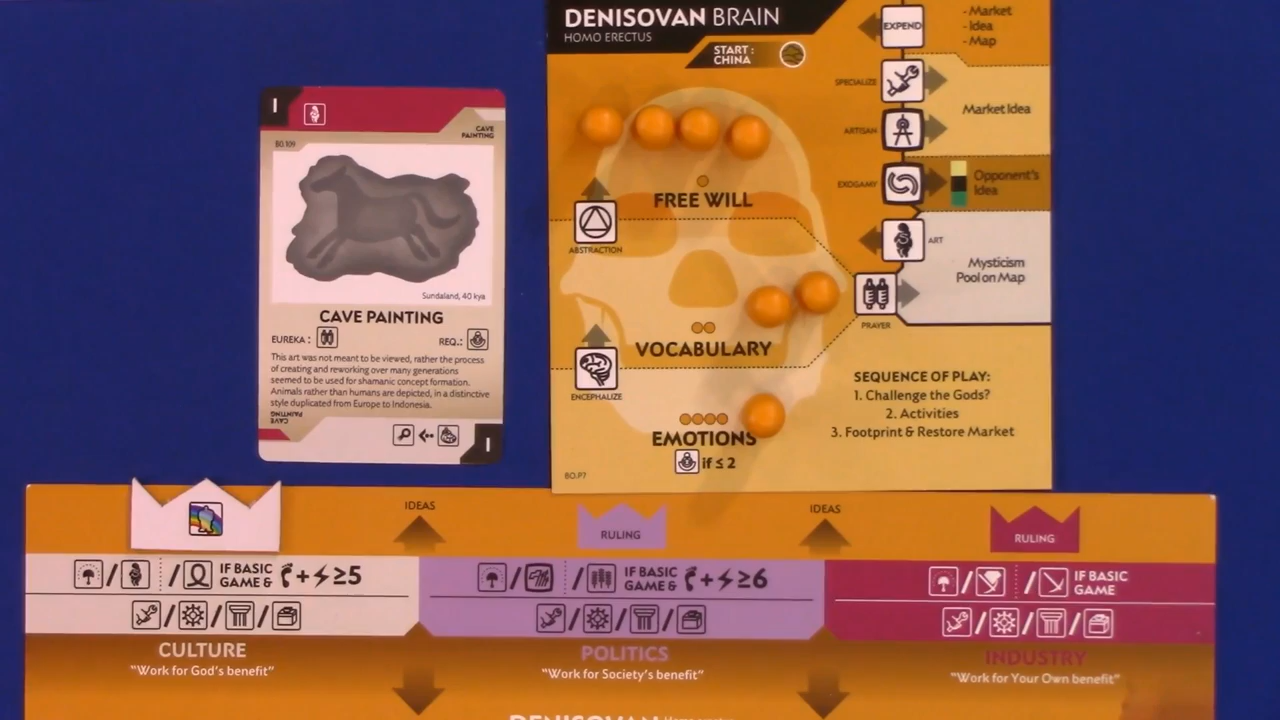 DENISOVAN BRAIN
HOMO ERECTUS
START :
CHINA
EXPEND
- Market
- Idea
- Map
SPECIALIZE
Market Idea
ARTISAN
EXOGAMY
Opponent's
Idea
ART
Mysticism
Pool on Map
PRAYER
FREE WILL
ABSTRACTION
VOCABULARY
ENCEPHALIZE
EMOTIONS
if ≤ 2
BO.P7
SEQUENCE OF PLAY:
1. Challenge the Gods?
2. Activities
3. Footprint & Restore Market
I
CAVE
PAINTING
BO.109
Sundaland, 40 kya
CAVE PAINTING
EUREKA :
REQ.:
This art was not meant to be viewed, rather the process
of creating and reworking over many generations
seemed to be used for shamanic concept formation.
Animals rather than humans are depicted, in a distinctive
style duplicated from Europe to Indonesia.
CAVE
PAINTING
I
IDEAS
RULING
IDEAS
RULING
/ / IF BASIC
GAME & + ≥5
/ / IF BASIC
GAME & + ≥6
/ / IF BASIC
GAME
/ / /
/ / /
/ / /
CULTURE
"Work for God's benefit"
POLITICS
"Work for Society's benefit"
INDUSTRY
"Work for Your Own benefit"
DENISOVAN